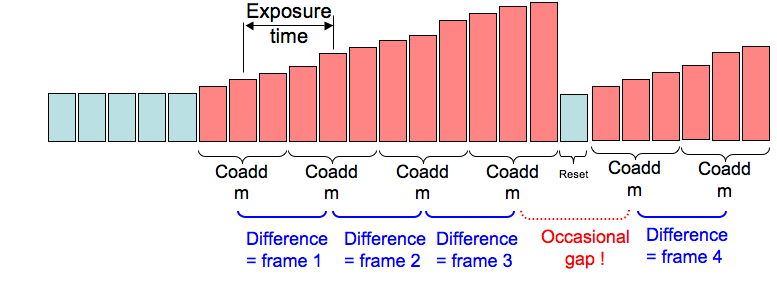 Exposure
time
Coadd
m
Coadd
m
Coadd
m
Coadd
m
Reset
Coadd
m
Coadd
m
Difference
= frame 1
Difference
= frame 2
Difference
= frame 3
Occasional
gap !
Difference
= frame 4